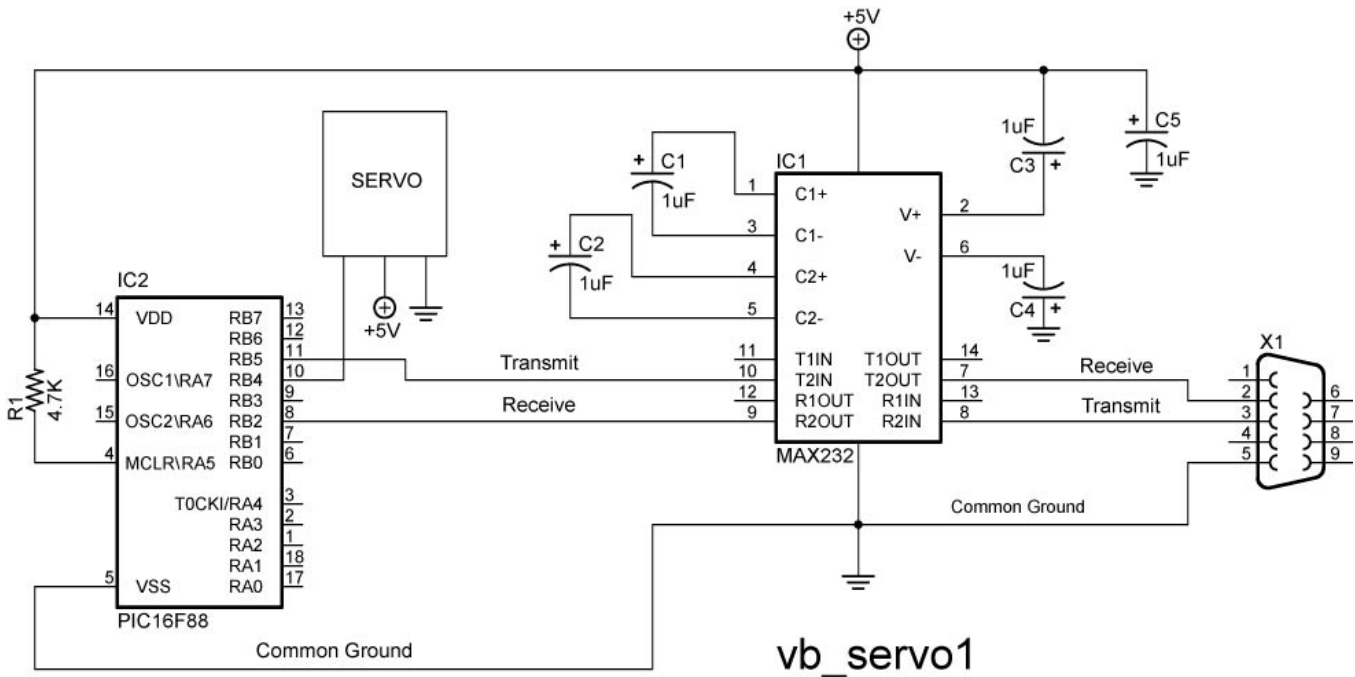 +5V
SERVO
+5V
IC2
14 VDD RB7 13
RB6 12
RB5 11
16 OSC1\RA7 RB4 10
RB3 9
15 OSC2\RA6 RB2 8
RB1 7
4 MCLR\RA5 RB0 6
T0CKI/RA4 3
RA3 2
RA2 1
RA1 18
5 VSS RA0 17
PIC16F88
R1
4.7K
Transmit
Receive
+ C1
1uF
+ C2
1uF
IC1
1 C1+
V+ 2
3 C1-
V- 6
4 C2+
5 C2-
11 T1IN T1OUT 14
10 T2IN T2OUT 7
12 R1OUT R1IN 13
9 R2OUT R2IN 8
MAX232
1uF
C3 +
+ C5
1uF
1uF
C4 +
Receive
Transmit
X1
1
2 6
3 7
4 8
5 9
Common Ground
Common Ground
vb_servo1